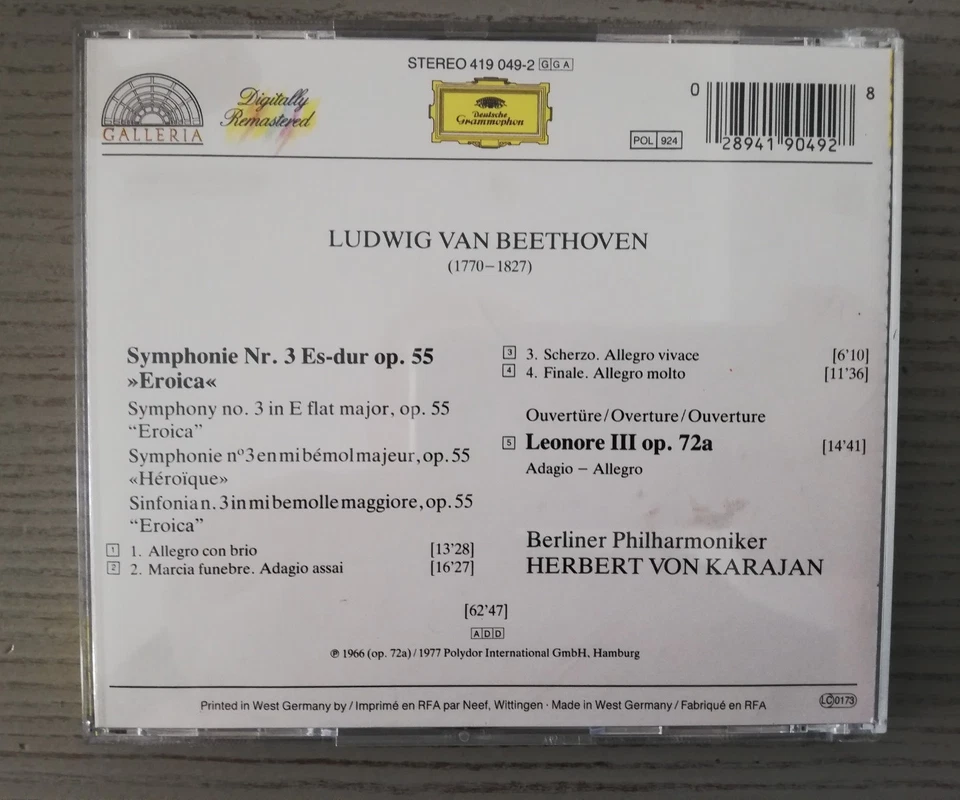 STEREO 419 049-2 GGA
GALLERIA
Digitally
Remastered
Deutsche
Grammophon
POL 924
0 28941 90492 8
LUDWIG VAN BEETHOVEN
(1770–1827)
Symphonie Nr. 3 Es-dur op. 55
»Eroica«
Symphony no. 3 in E flat major, op. 55
“Eroica”
Symphonie nº 3 en mi bémol majeur, op. 55
«Héroïque»
Sinfonia n. 3 in mi bemolle maggiore, op. 55
“Eroica”
1 1. Allegro con brio [13'28]
2 2. Marcia funebre. Adagio assai [16'27]
3 3. Scherzo. Allegro vivace [6'10]
4 4. Finale. Allegro molto [11'36]
Ouvertüre/Overture/Ouverture
5 Leonore III op. 72a [14'41]
Adagio – Allegro
Berliner Philharmoniker
HERBERT VON KARAJAN
[62'47]
ADD
℗ 1966 (op. 72a) / 1977 Polydor International GmbH, Hamburg
Printed in West Germany by / Imprimé en RFA par Neef, Wittingen · Made in West Germany / Fabriqué en RFA
LC 0173